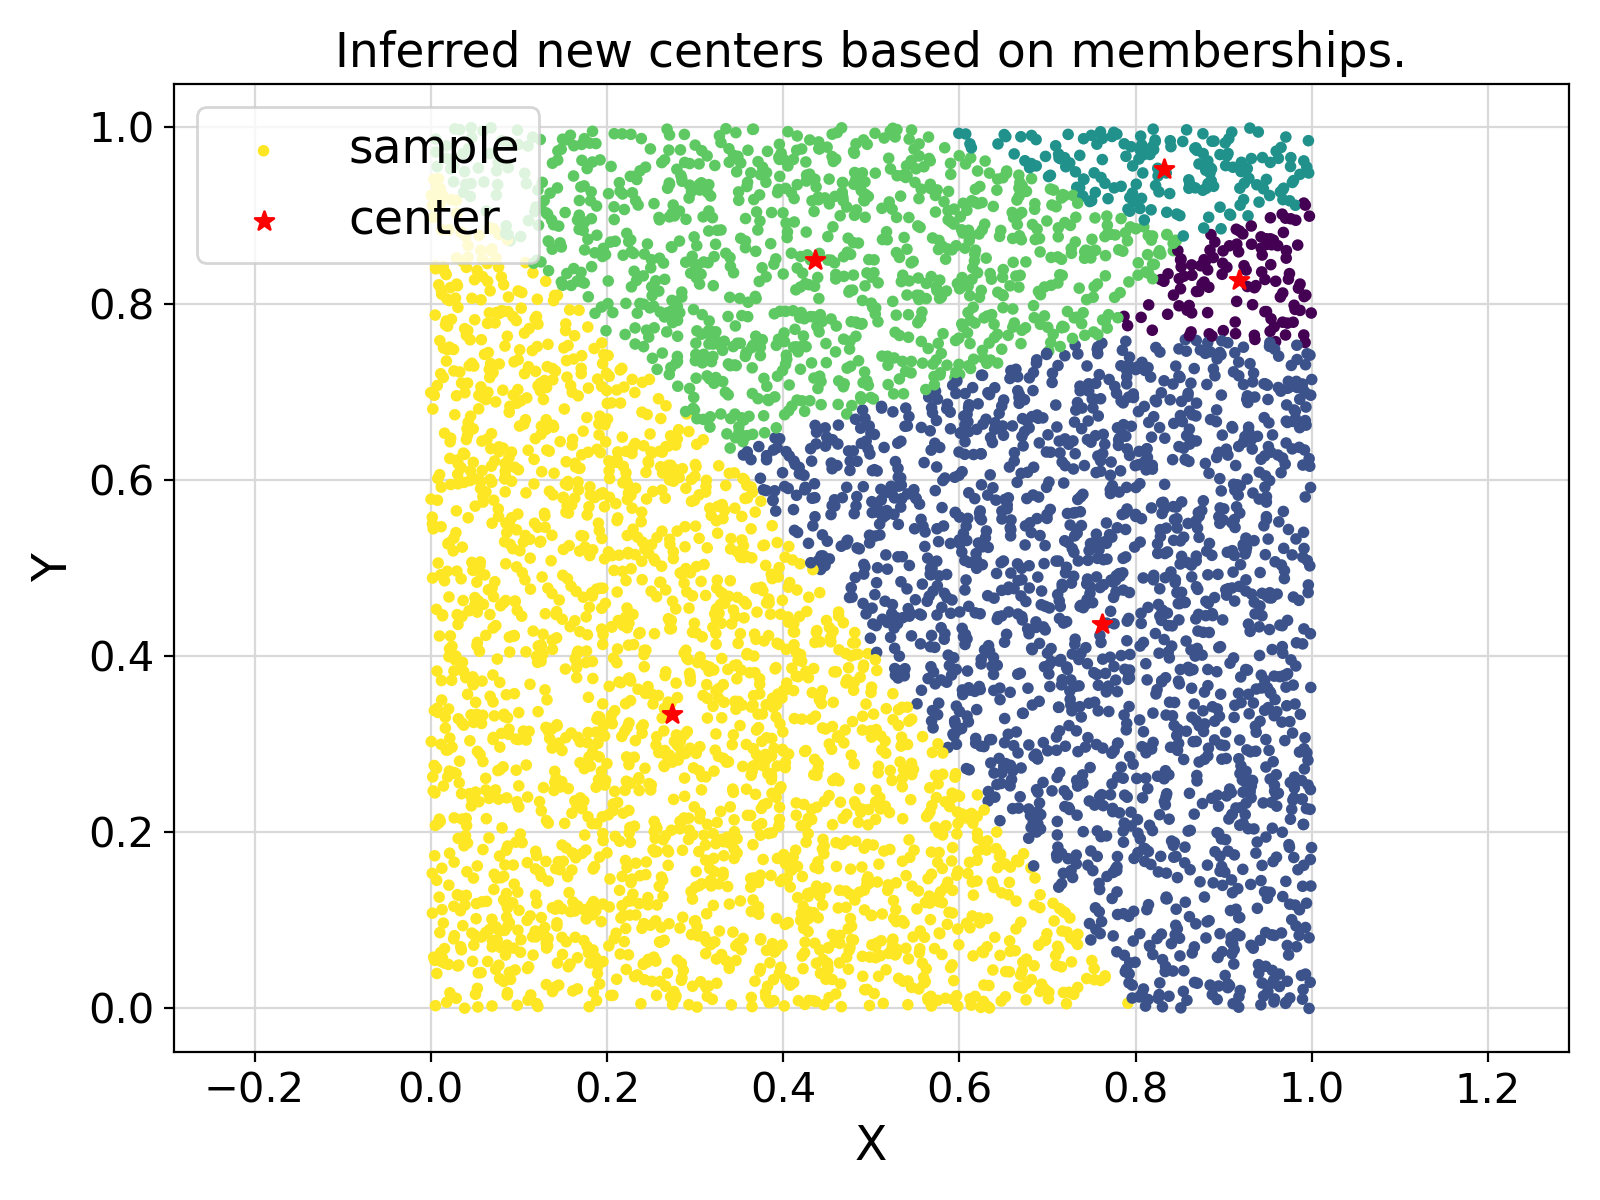 Inferred new centers based on memberships.
sample
center
1.0
0.8
0.6
0.4
0.2
0.0
Y
−0.2 0.0 0.2 0.4 0.6 0.8 1.0 1.2
X